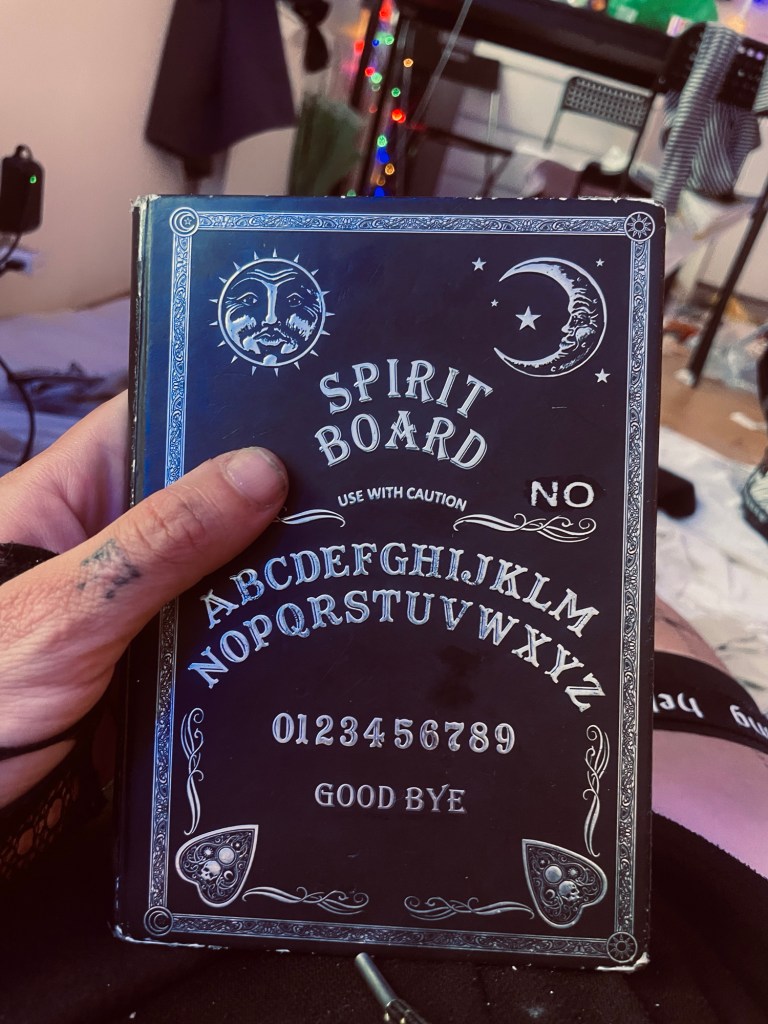 SPIRIT
BOARD
USE WITH CAUTION
NO
ABCDEFGHIJKLM
NOPQRSTUVWXYZ
0123456789
GOOD BYE